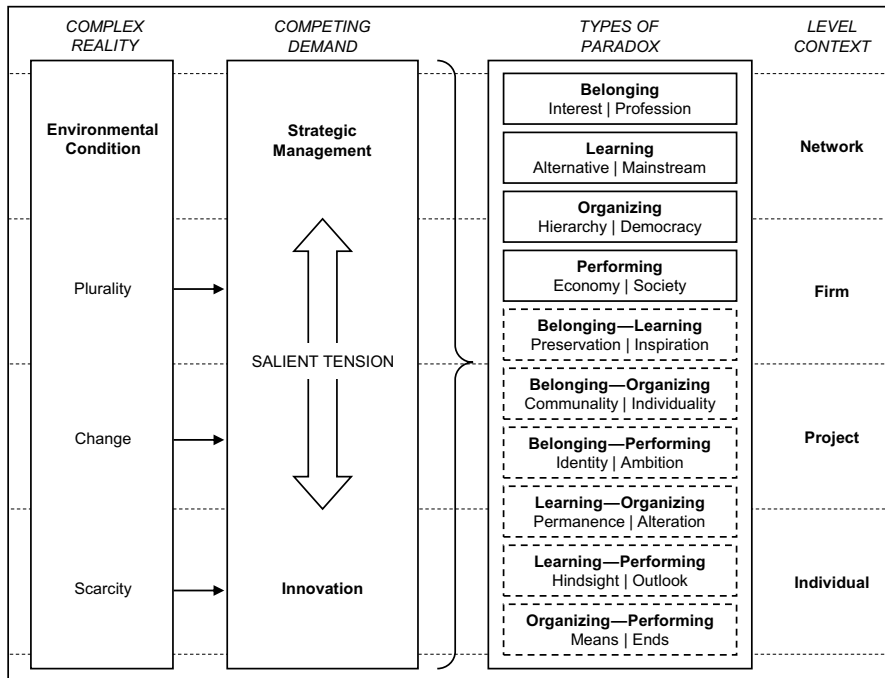 COMPLEX
REALITY
COMPETING
DEMAND
TYPES OF
PARADOX
LEVEL
CONTEXT
Environmental
Condition
Plurality
Change
Scarcity
Strategic
Management
SALIENT TENSION
Innovation
Belonging
Interest | Profession
Learning
Alternative | Mainstream
Organizing
Hierarchy | Democracy
Performing
Economy | Society
Belonging—Learning
Preservation | Inspiration
Belonging—Organizing
Communality | Individuality
Belonging—Performing
Identity | Ambition
Learning—Organizing
Permanence | Alteration
Learning—Performing
Hindsight | Outlook
Organizing—Performing
Means | Ends
Network
Firm
Project
Individual